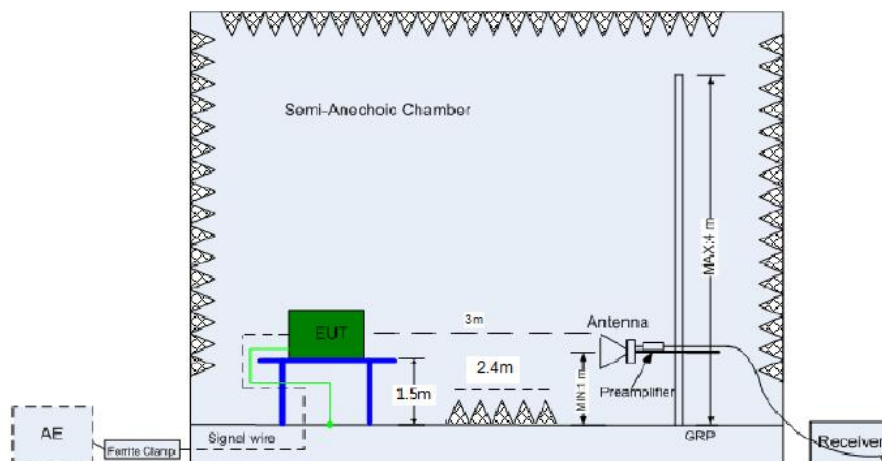 Semi-Anechoic Chamber
MAX:4 m
3m
Antenna
EUT
2.4m
MIN:1 m
1.5m
Preamplifier
AE
Ferrite Clamp
Signal wire
GRP
Receiver